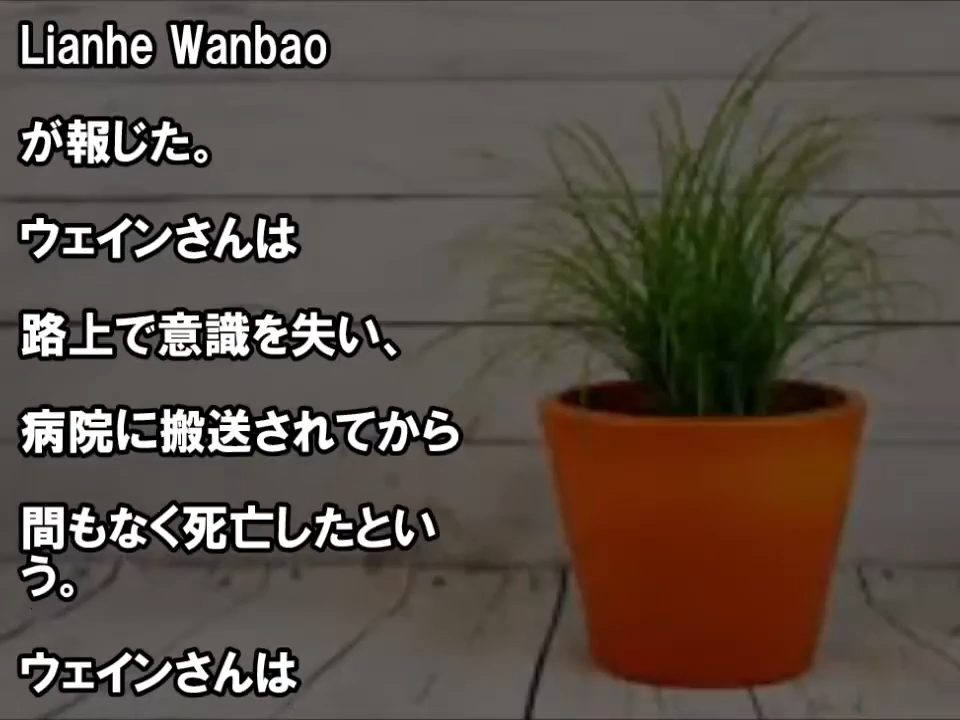 Lianhe Wanbao
が報じた。
ウェインさんは
路上で意識を失い、
病院に搬送されてから
間もなく死亡したとい
う。
ウェインさんは